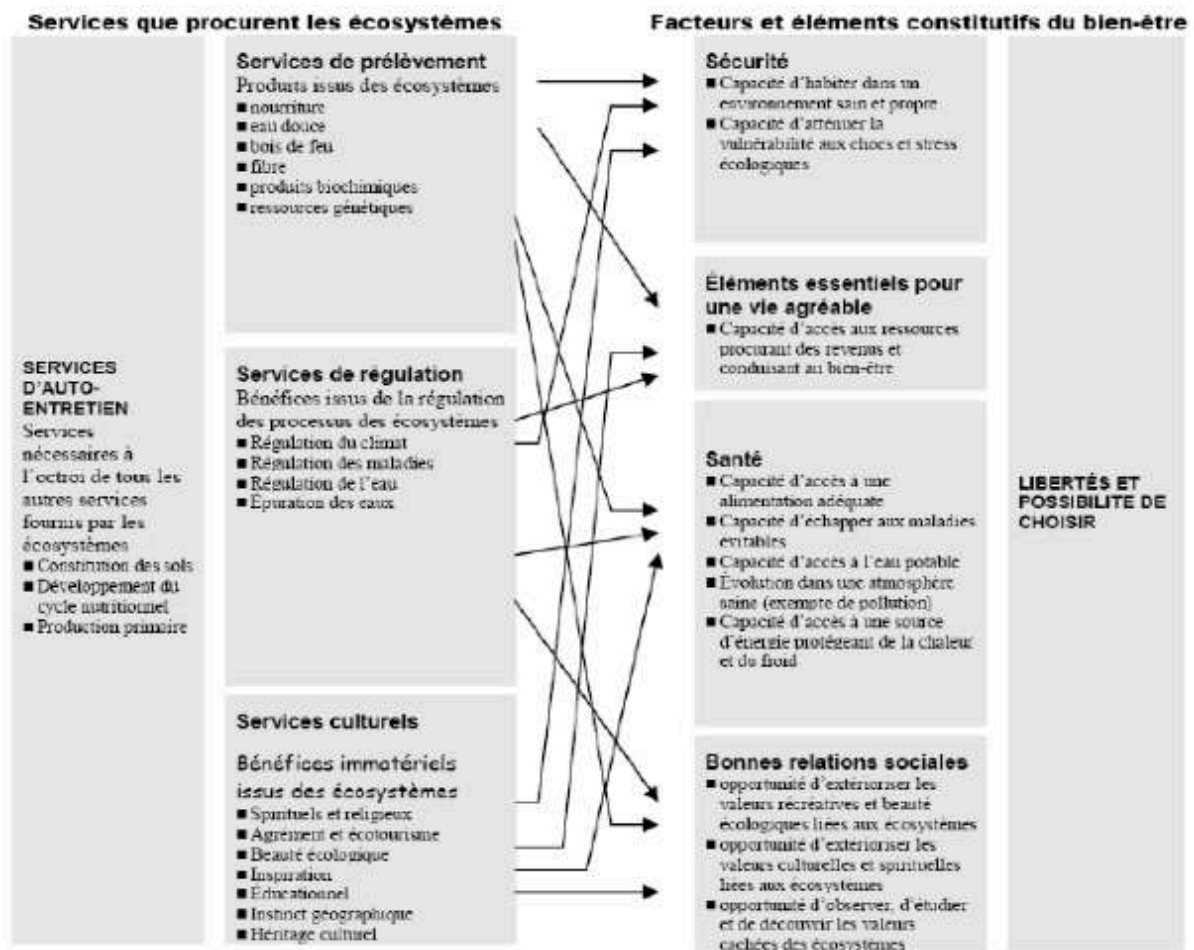 Services que procurent les écosystèmes
SERVICES
D'AUTO-
ENTRETIEN
Services
nécessaires à
l'octroi de tous les
autres services
fournis par les
écosystèmes
■ Constitution des sols
■ Développement du
cycle nutritionnel
■ Production primaire
Services de prélèvement
Produits issus des écosystèmes
■ nourriture
■ eau douce
■ bois de feu
■ fibre
■ produits biochimiques
■ ressources génétiques
Services de régulation
Bénéfices issus de la régulation
des processus des écosystèmes
■ Régulation du climat
■ Régulation des maladies
■ Régulation de l'eau
■ Épuration des eaux
Services culturels
Bénéfices immatériels
issus des écosystèmes
■ Spirituels et religieux
■ Agrément et écotourisme
■ Beauté écologique
■ Inspiration
■ Éducationnel
■ Instinct géographique
■ Héritage culturel
Facteurs et éléments constitutifs du bien-être
Sécurité
■ Capacité d'habiter dans un
environnement sain et propre
■ Capacité d'atténuer la
vulnérabilité aux chocs et stress
écologiques
Éléments essentiels pour
une vie agréable
■ Capacité d'accès aux ressources
procurant des revenus et
conduisant au bien-être
Santé
■ Capacité d'accès à une
alimentation adéquate
■ Capacité d'échapper aux maladies
évitables
■ Capacité d'accès à l'eau potable
■ Évolution dans une atmosphère
saine (exempte de pollution)
■ Capacité d'accès à une source
d'énergie protégeant de la chaleur
et du froid
Bonnes relations sociales
■ opportunité d'extérioriser les
valeurs récréatives et beauté
écologiques liées aux écosystèmes
■ opportunité d'extérioriser les
valeurs culturelles et spirituelles
liées aux écosystèmes
■ opportunité d'observer, d'étudier
et de découvrir les valeurs
cachées des écosystèmes
LIBERTÉS ET
POSSIBILITE DE
CHOISIR